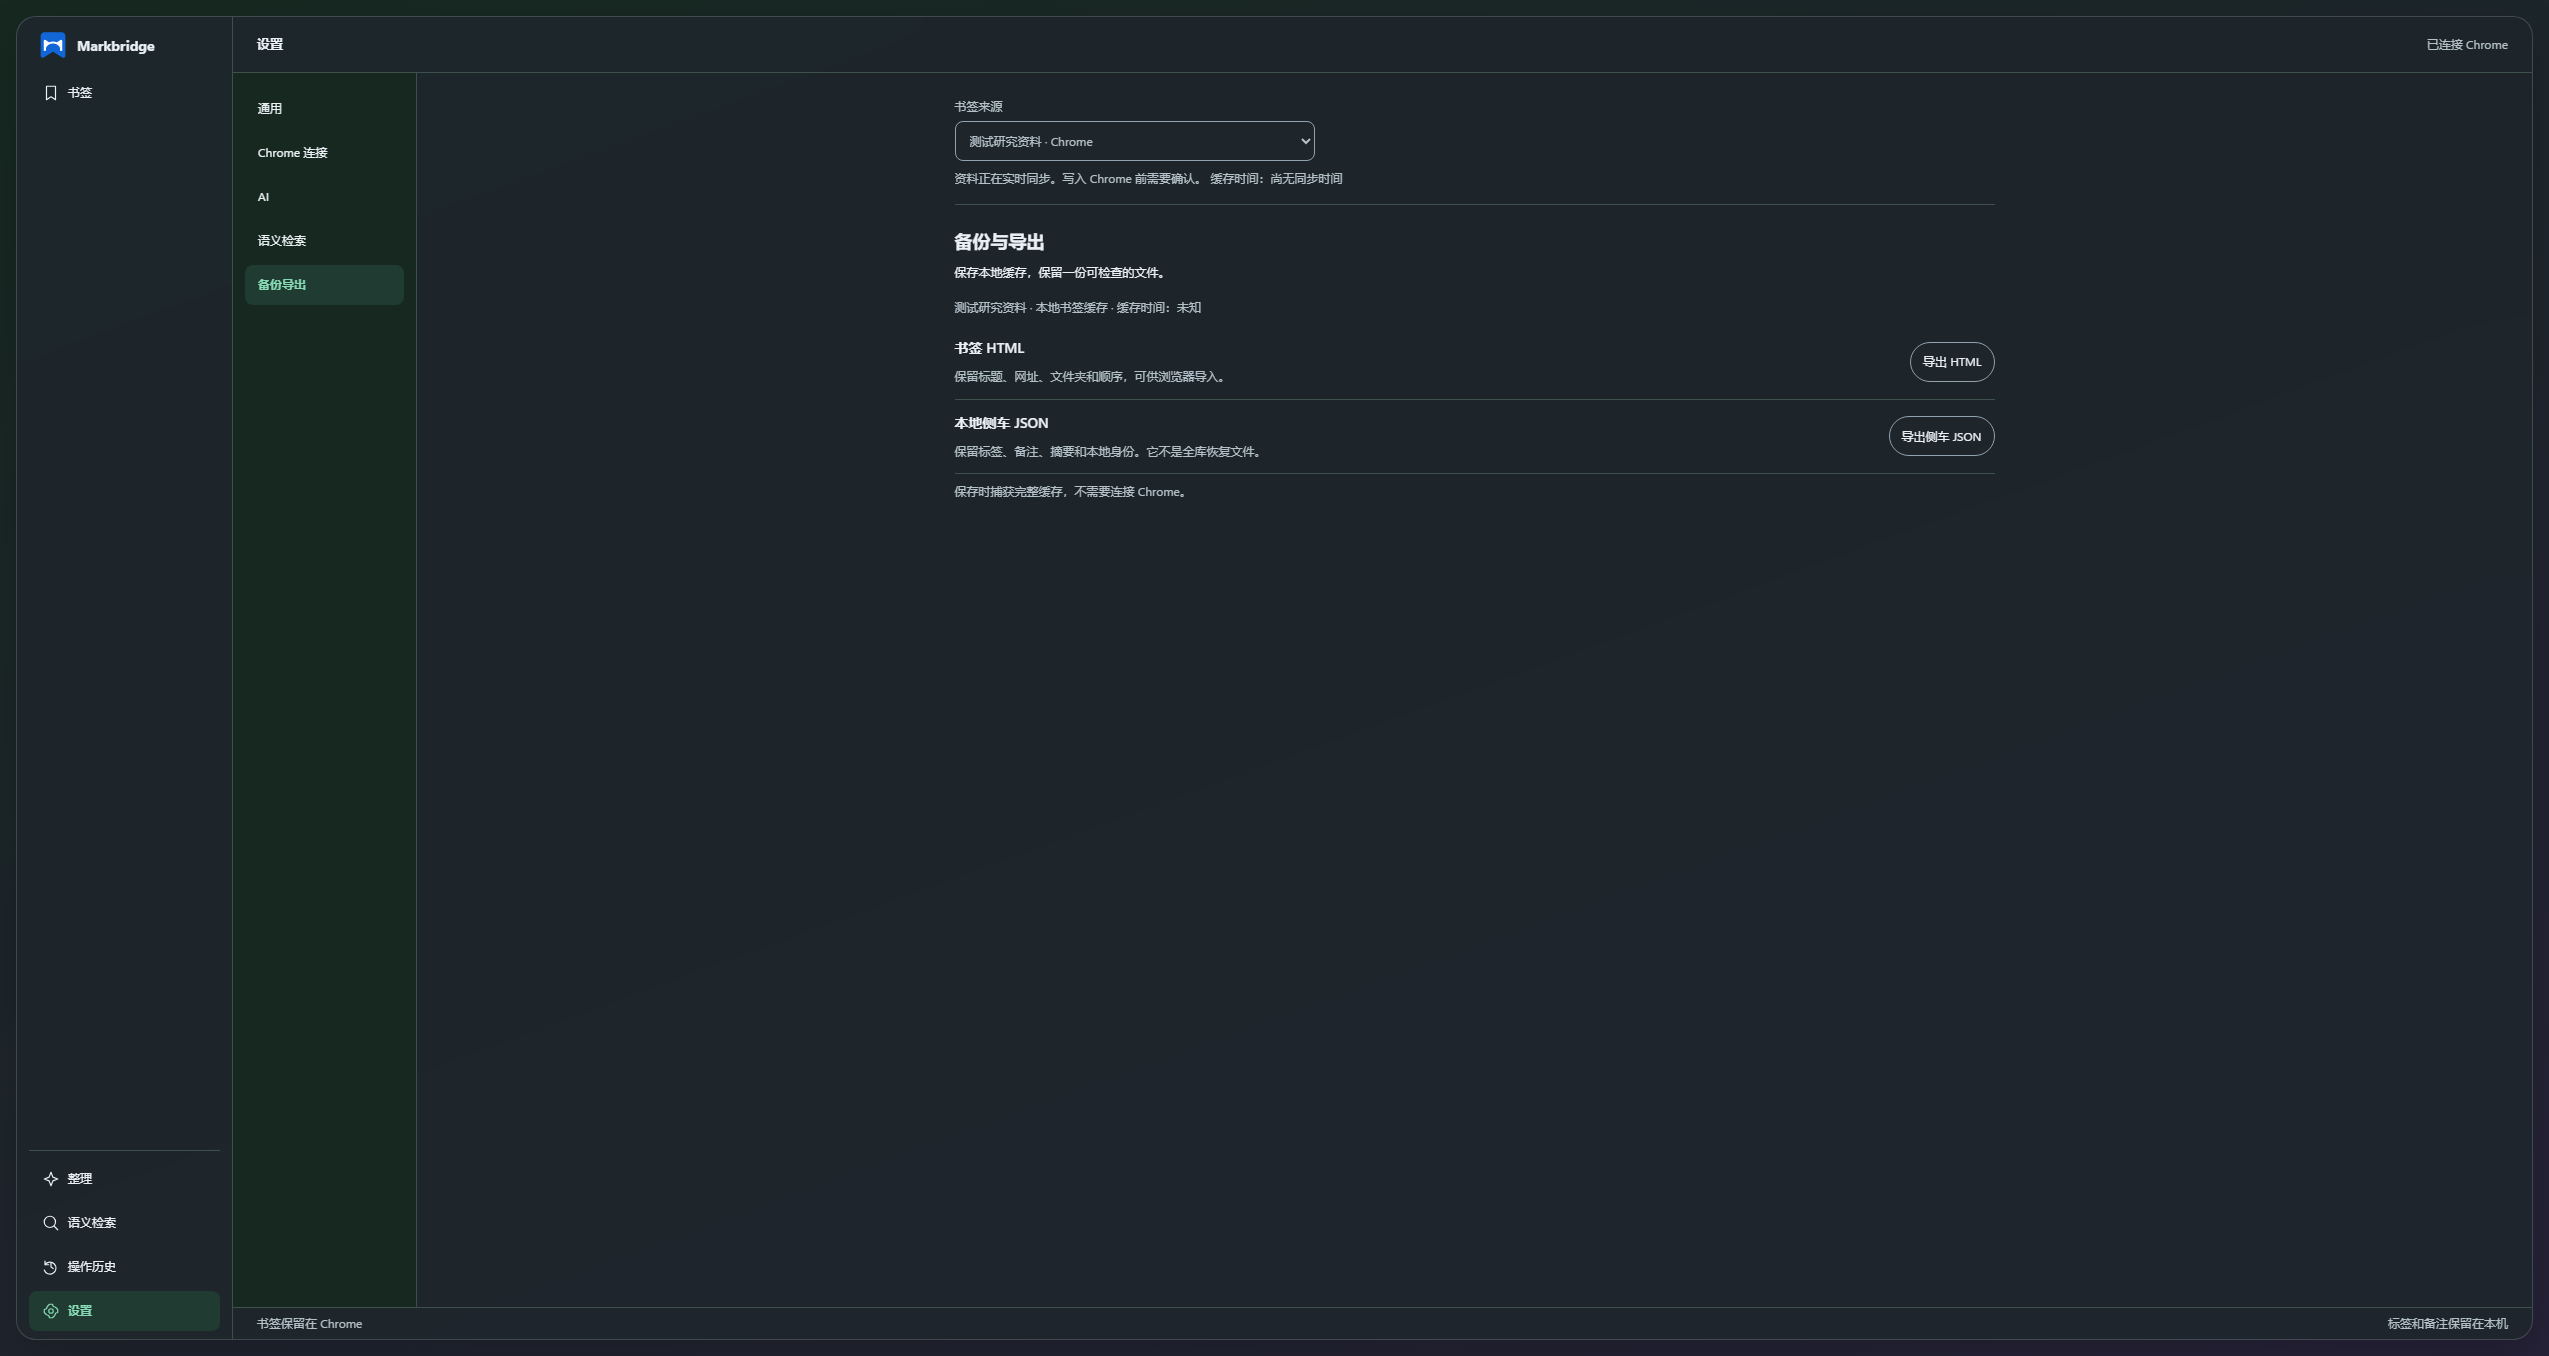 Markbridge
书签
整理
语义检索
操作历史
设置
设置
已连接 Chrome
通用
Chrome 连接
AI
语义检索
备份导出
书签来源
测试研究资料 · Chrome
资料正在实时同步。写入 Chrome 前需要确认。 缓存时间：尚无同步时间
备份与导出
保存本地缓存，保留一份可检查的文件。
测试研究资料 · 本地书签缓存 · 缓存时间：未知
书签 HTML
保留标题、网址、文件夹和顺序，可供浏览器导入。
导出 HTML
本地侧车 JSON
保留标签、备注、摘要和本地身份。它不是全库恢复文件。
导出侧车 JSON
保存时捕获完整缓存，不需要连接 Chrome。
书签保留在 Chrome
标签和备注保留在本机